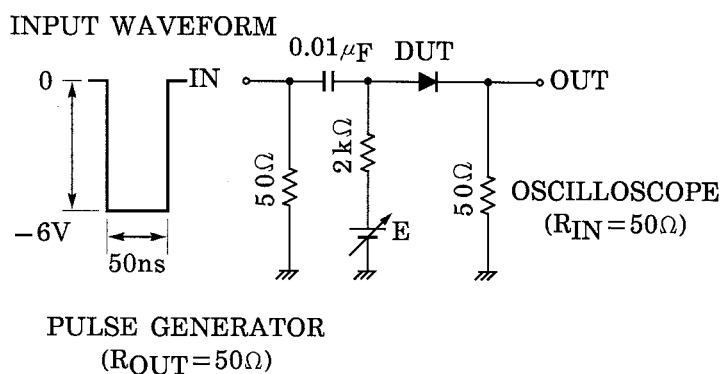 INPUT WAVEFORM
0
-6V
50ns
IN
0.01μF
DUT
OUT
50Ω
2kΩ
E
50Ω
OSCILLOSCOPE
(RIN=50Ω)
PULSE GENERATOR
(ROUT=50Ω)